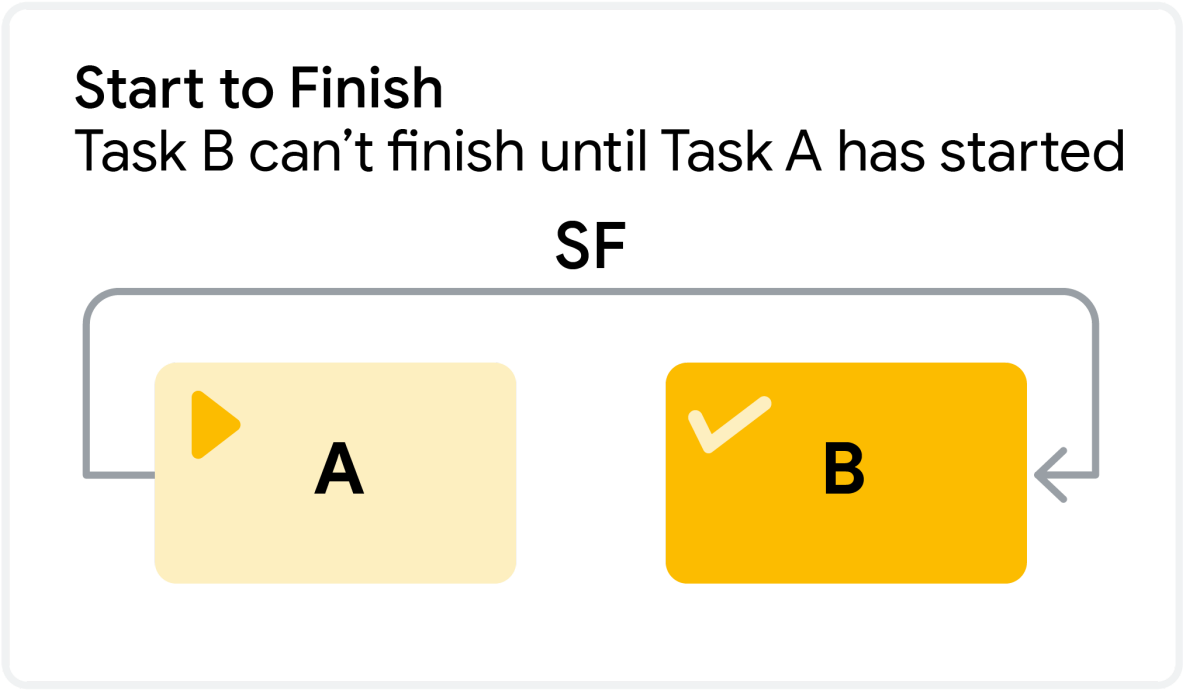 Start to Finish
Task B can’t finish until Task A has started
SF
A
B